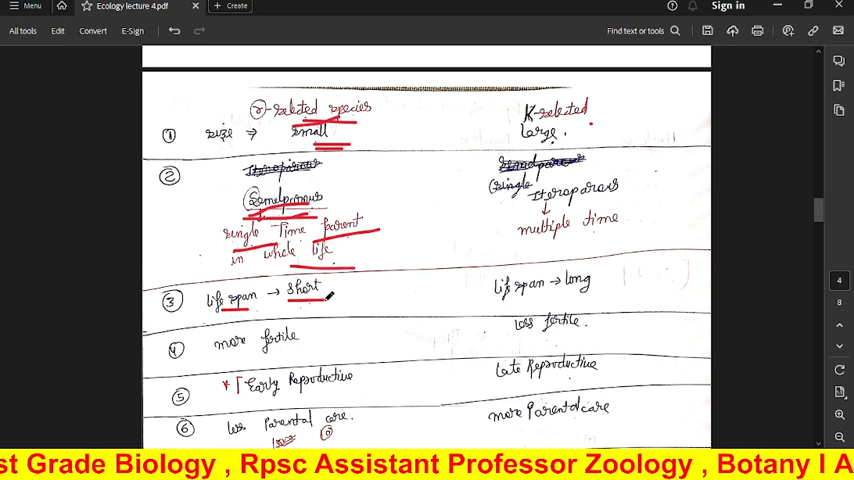 Menu
Ecology lecture 4.pdf
Create
Sign in
All tools
Edit
Convert
E-Sign
Find text or tools
r-selected species
K-selected
① size ⇒ small
large.
②
Semelparous
(single
Iteroparous
single Time parent
in whole life
multiple time
③ life span → short
life span → long
④ more fertile
less fertile.
⑤ Early Reproductive
Late Reproductive
⑥ less Parental care.
more Parental care
4
8
st Grade Biology , Rpsc Assistant Professor Zoology , Botany I A